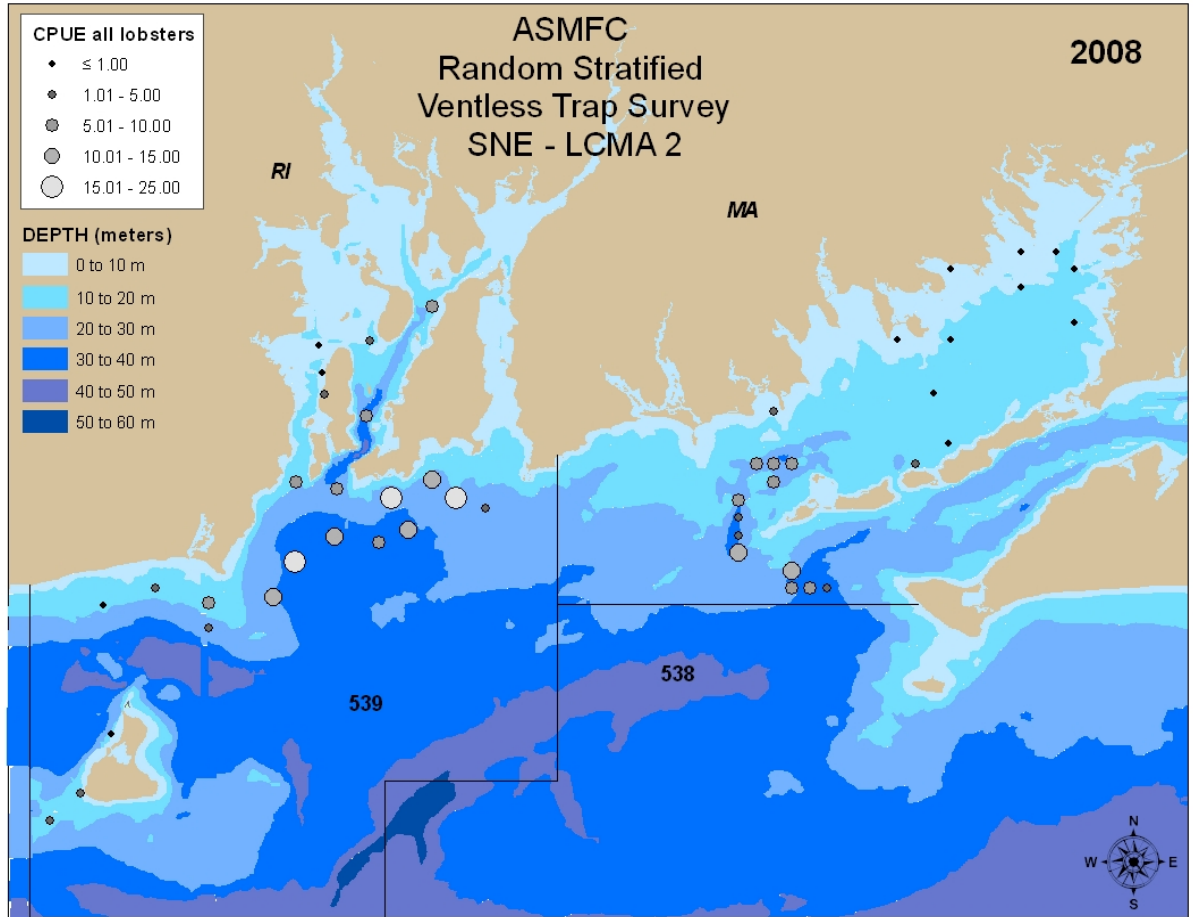 CPUE all lobsters
≤ 1.00
1.01 - 5.00
5.01 - 10.00
10.01 - 15.00
15.01 - 25.00
DEPTH (meters)
0 to 10 m
10 to 20 m
20 to 30 m
30 to 40 m
40 to 50 m
50 to 60 m
ASMFC
Random Stratified
Ventless Trap Survey
SNE - LCMA 2
2008
RI
MA
539
538
N
W E
S